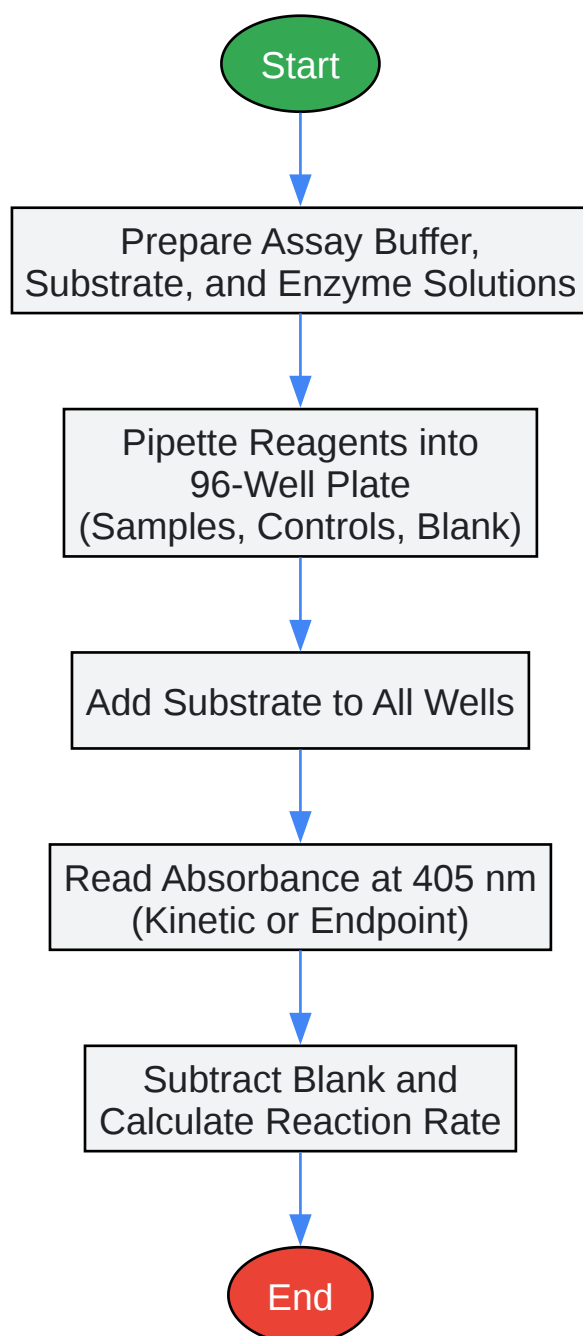 Start
Prepare Assay Buffer,
Substrate, and Enzyme Solutions
Pipette Reagents into
96-Well Plate
(Samples, Controls, Blank)
Add Substrate to All Wells
Read Absorbance at 405 nm
(Kinetic or Endpoint)
Subtract Blank and
Calculate Reaction Rate
End